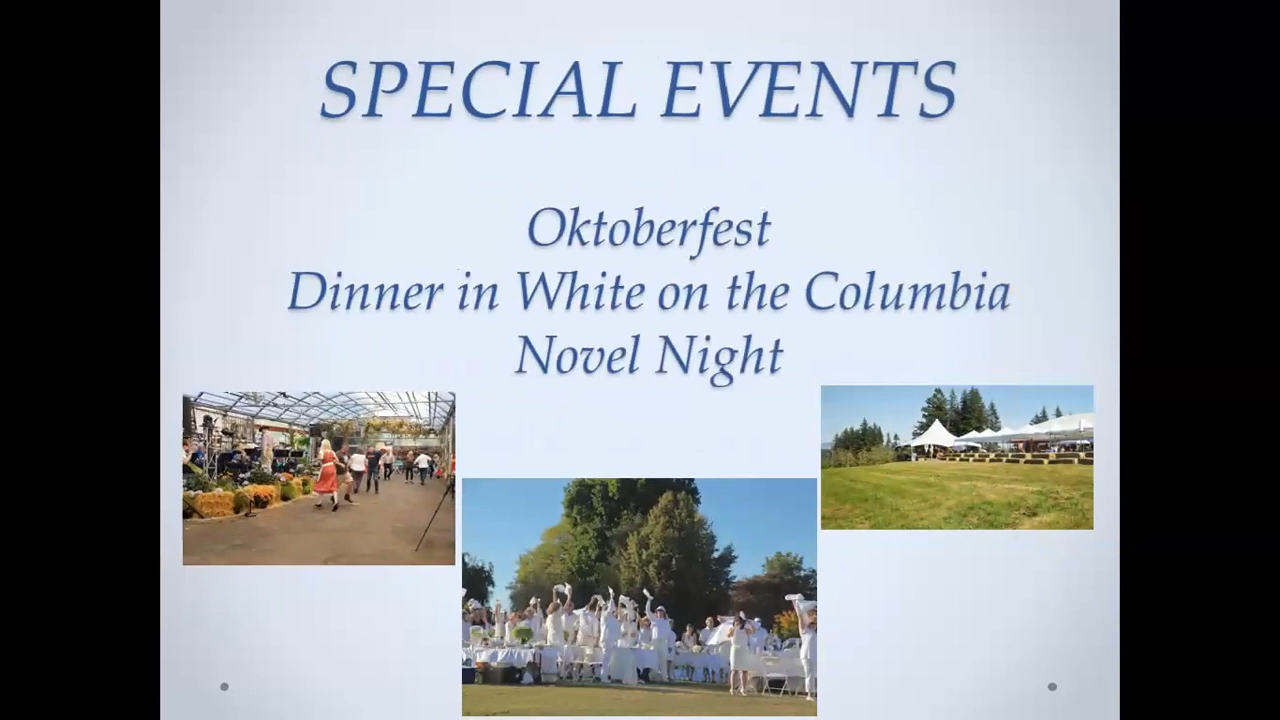 SPECIAL EVENTS
Oktoberfest
Dinner in White on the Columbia
Novel Night